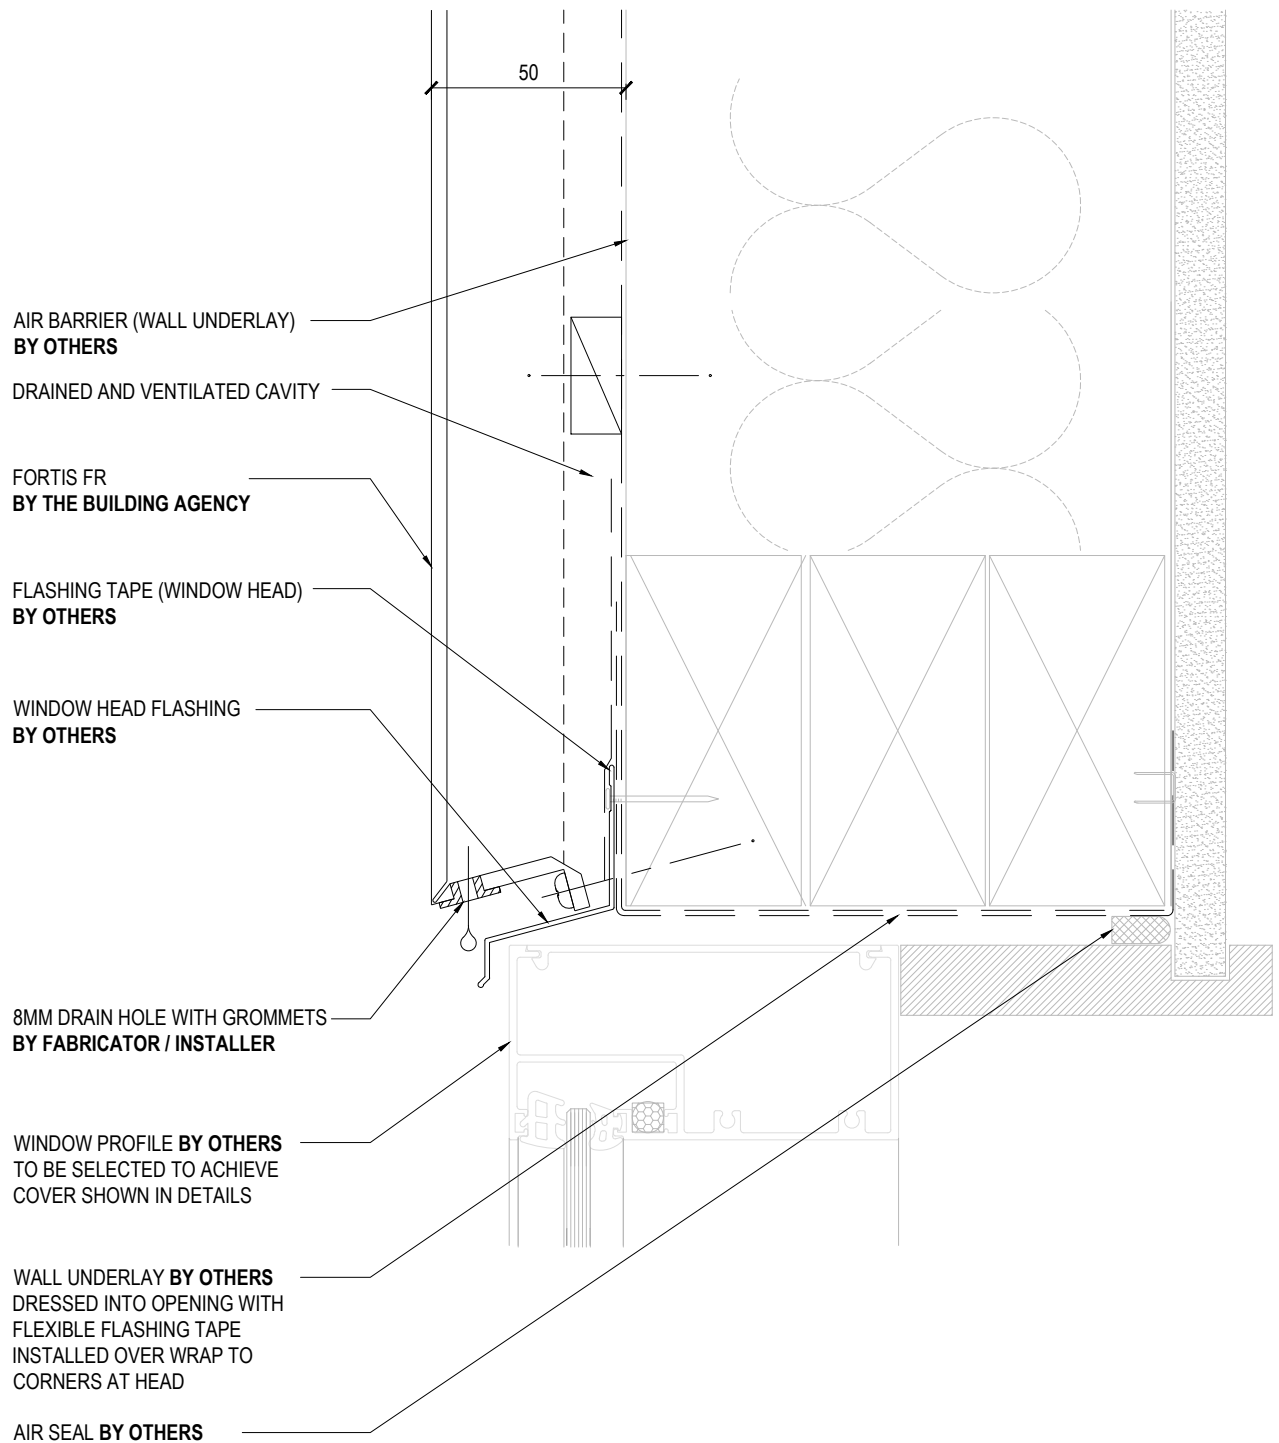 50
AIR BARRIER (WALL UNDERLAY)
BY OTHERS
DRAINED AND VENTILATED CAVITY
FORTIS FR
BY THE BUILDING AGENCY
FLASHING TAPE (WINDOW HEAD)
BY OTHERS
WINDOW HEAD FLASHING
BY OTHERS
8MM DRAIN HOLE WITH GROMMETS
BY FABRICATOR / INSTALLER
WINDOW PROFILE BY OTHERS
TO BE SELECTED TO ACHIEVE
COVER SHOWN IN DETAILS
WALL UNDERLAY BY OTHERS
DRESSED INTO OPENING WITH
FLEXIBLE FLASHING TAPE
INSTALLED OVER WRAP TO
CORNERS AT HEAD
AIR SEAL BY OTHERS